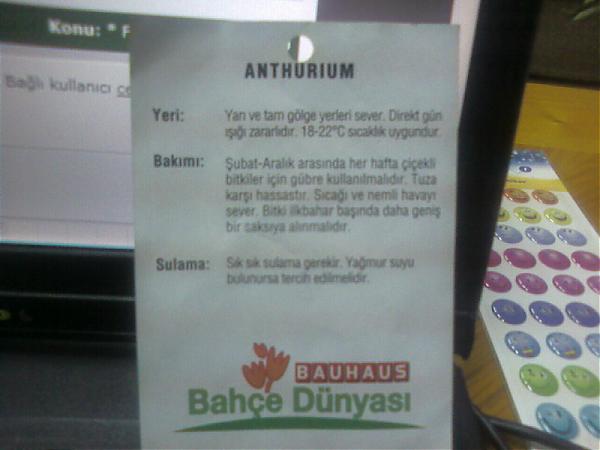 Konu: *
Bağlı kullanıcı
ANTHURIUM
Yeri: Yarı ve tam gölge yerleri sever. Direkt gün
ışığı zararlıdır. 18-22°C sıcaklık uygundur.
Bakımı: Şubat-Aralık arasında her hafta çiçekli
bitkiler için gübre kullanılmalıdır. Tuza
karşı hassastır. Sıcağı ve nemli havayı
sever. Bitki ilkbahar başında daha geniş
bir saksıya alınmalıdır.
Sulama: Sık sık sulama gerekir. Yağmur suyu
bulunursa tercih edilmelidir.
BAUHAUS
Bahçe Dünyası